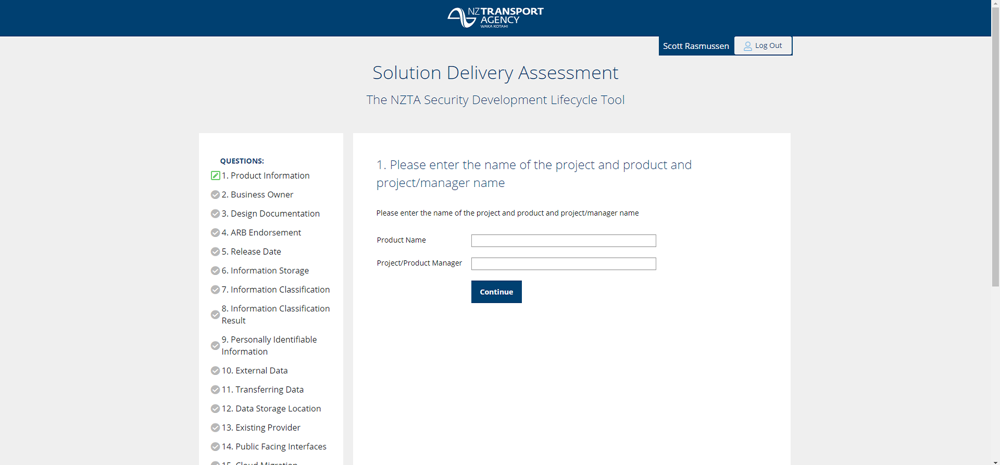 NZTRANSPORT
AGENCY
WAKA KOTAHI
Scott Rasmussen
Log Out
Solution Delivery Assessment
The NZTA Security Development Lifecycle Tool
QUESTIONS:
1. Product Information
2. Business Owner
3. Design Documentation
4. ARB Endorsement
5. Release Date
6. Information Storage
7. Information Classification
8. Information Classification
Result
9. Personally Identifiable
Information
10. External Data
11. Transferring Data
12. Data Storage Location
13. Existing Provider
14. Public Facing Interfaces
15. Cloud Migration
1. Please enter the name of the project and product and
project/manager name
Please enter the name of the project and product and project/manager name
Product Name
Project/Product Manager
Continue